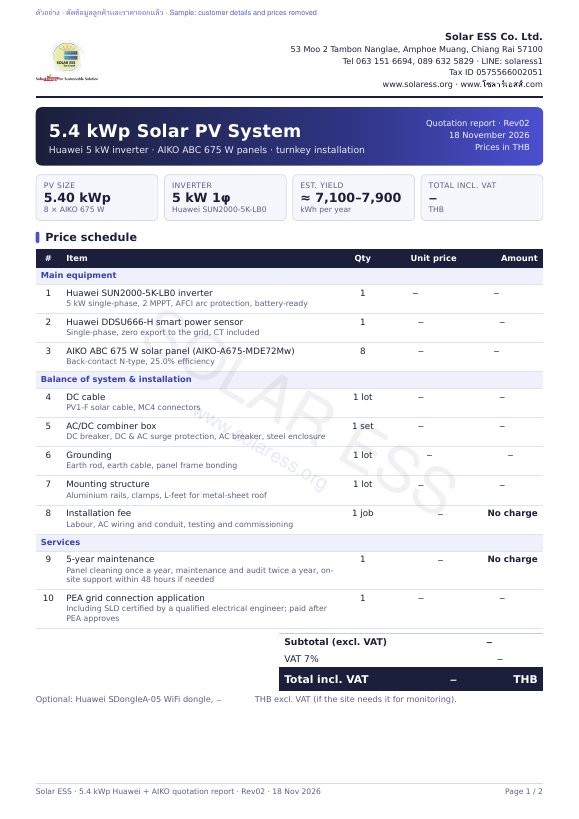 ตัวอย่าง · ตัดข้อมูลลูกค้าและราคาออกแล้ว · Sample: customer details and prices removed
SOLAR ESS
Solar ESS Co. Ltd.
53 Moo 2 Tambon Nanglae, Amphoe Muang, Chiang Rai 57100
Tel 063 151 6694, 089 632 5829 · LINE: solaress1
Tax ID 0575566002051
www.solaress.org · www.โซลาร์เอสส์.com
5.4 kWp Solar PV System
Huawei 5 kW inverter · AIKO ABC 675 W panels · turnkey installation
Quotation report · Rev02
18 November 2026
Prices in THB
PV SIZE
5.40 kWp
8 × AIKO 675 W
INVERTER
5 kW 1φ
Huawei SUN2000-5K-LB0
EST. YIELD
≈ 7,100–7,900
kWh per year
TOTAL INCL. VAT
–
THB
Price schedule
# Item Qty Unit price Amount
Main equipment
1 Huawei SUN2000-5K-LB0 inverter 1 – –
5 kW single-phase, 2 MPPT, AFCI arc protection, battery-ready
2 Huawei DDSU666-H smart power sensor 1 – –
Single-phase, zero export to the grid, CT included
3 AIKO ABC 675 W solar panel (AIKO-A675-MDE72Mw) 8 – –
Back-contact N-type, 25.0% efficiency
Balance of system & installation
4 DC cable 1 lot – –
PV1-F solar cable, MC4 connectors
5 AC/DC combiner box 1 set – –
DC breaker, DC & AC surge protection, AC breaker, steel enclosure
6 Grounding 1 lot – –
Earth rod, earth cable, panel frame bonding
7 Mounting structure 1 lot – –
Aluminium rails, clamps, L-feet for metal-sheet roof
8 Installation fee 1 job – No charge
Labour, AC wiring and conduit, testing and commissioning
Services
9 5-year maintenance 1 – No charge
Panel cleaning once a year, maintenance and audit twice a year, on-
site support within 48 hours if needed
10 PEA grid connection application 1 – –
Including SLD certified by a qualified electrical engineer; paid after
PEA approves
SOLAR ESS
www.solaress.org
Subtotal (excl. VAT) –
VAT 7% –
Total incl. VAT – THB
Optional: Huawei SDongleA-05 WiFi dongle, – THB excl. VAT (if the site needs it for monitoring).
Solar ESS · 5.4 kWp Huawei + AIKO quotation report · Rev02 · 18 Nov 2026
Page 1 / 2